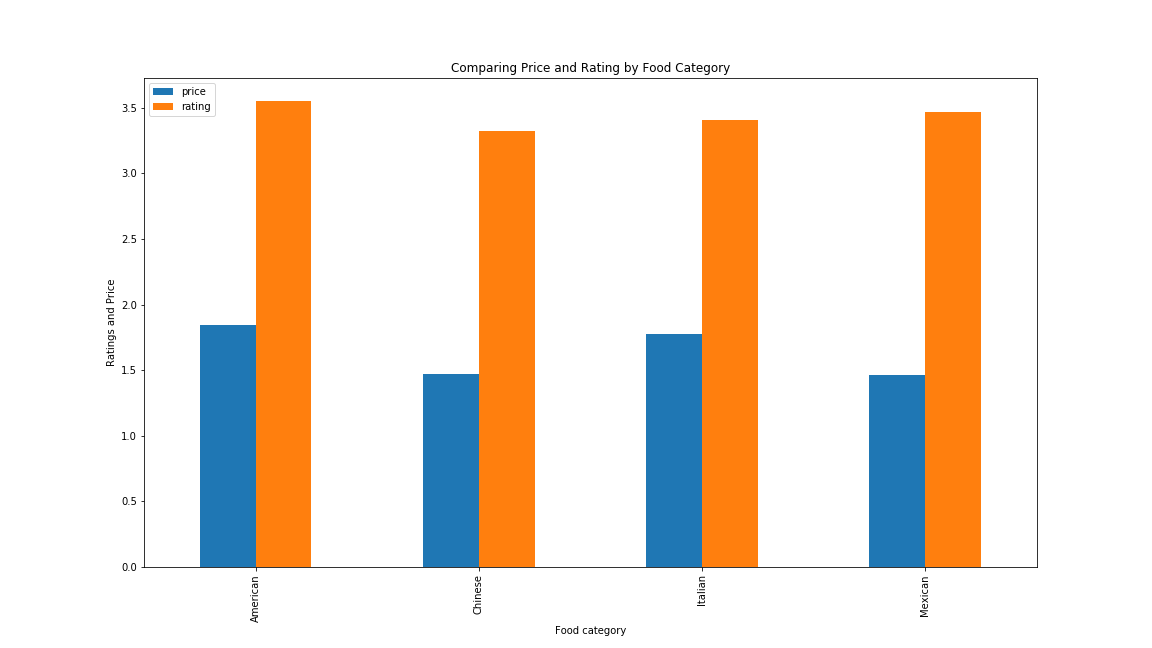 Comparing Price and Rating by Food Category
price
rating
3.5
3.0
2.5
2.0
1.5
1.0
0.5
0.0
Ratings and Price
American
Chinese
Italian
Mexican
Food category